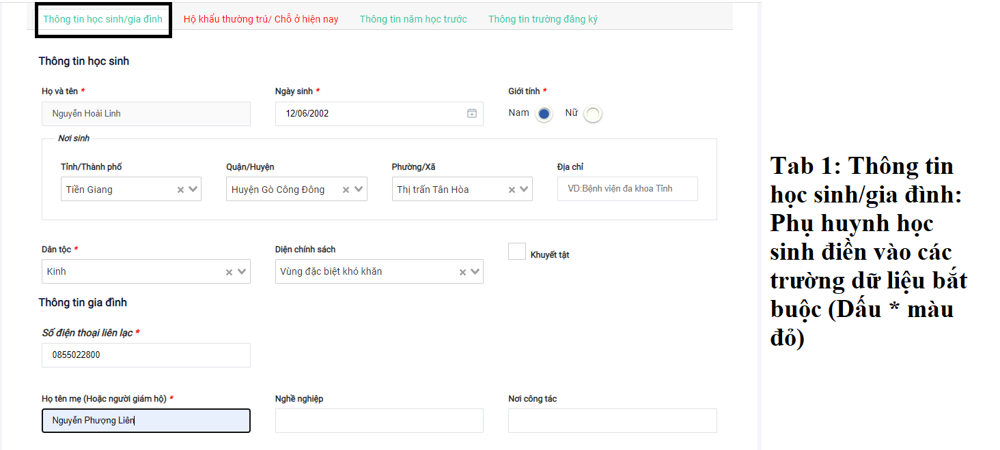 Thông tin học sinh/gia đình Hộ khẩu thường trú/ Chỗ ở hiện nay Thông tin năm học trước Thông tin trường đăng ký
Thông tin học sinh
Họ và tên * Ngày sinh * Giới tính *
Nguyễn Hoài Linh 12/06/2002 Nam Nữ
Nơi sinh
Tỉnh/Thành phố Quận/Huyện Phường/Xã Địa chỉ
Tiền Giang Huyện Gò Công Đông Thị trấn Tân Hòa VD:Bệnh viện đa khoa Tỉnh
Dân tộc * Diện chính sách Khuyết tật
Kinh Vùng đặc biệt khó khăn
Thông tin gia đình
Số điện thoại liên lạc *
0855022800
Họ tên mẹ (Hoặc người giám hộ) * Nghề nghiệp Nơi công tác
Nguyễn Phượng Liên
Tab 1: Thông tin
học sinh/gia đình:
Phụ huynh học
sinh điền vào các
trường dữ liệu bắt
buộc (Dấu * màu
đỏ)